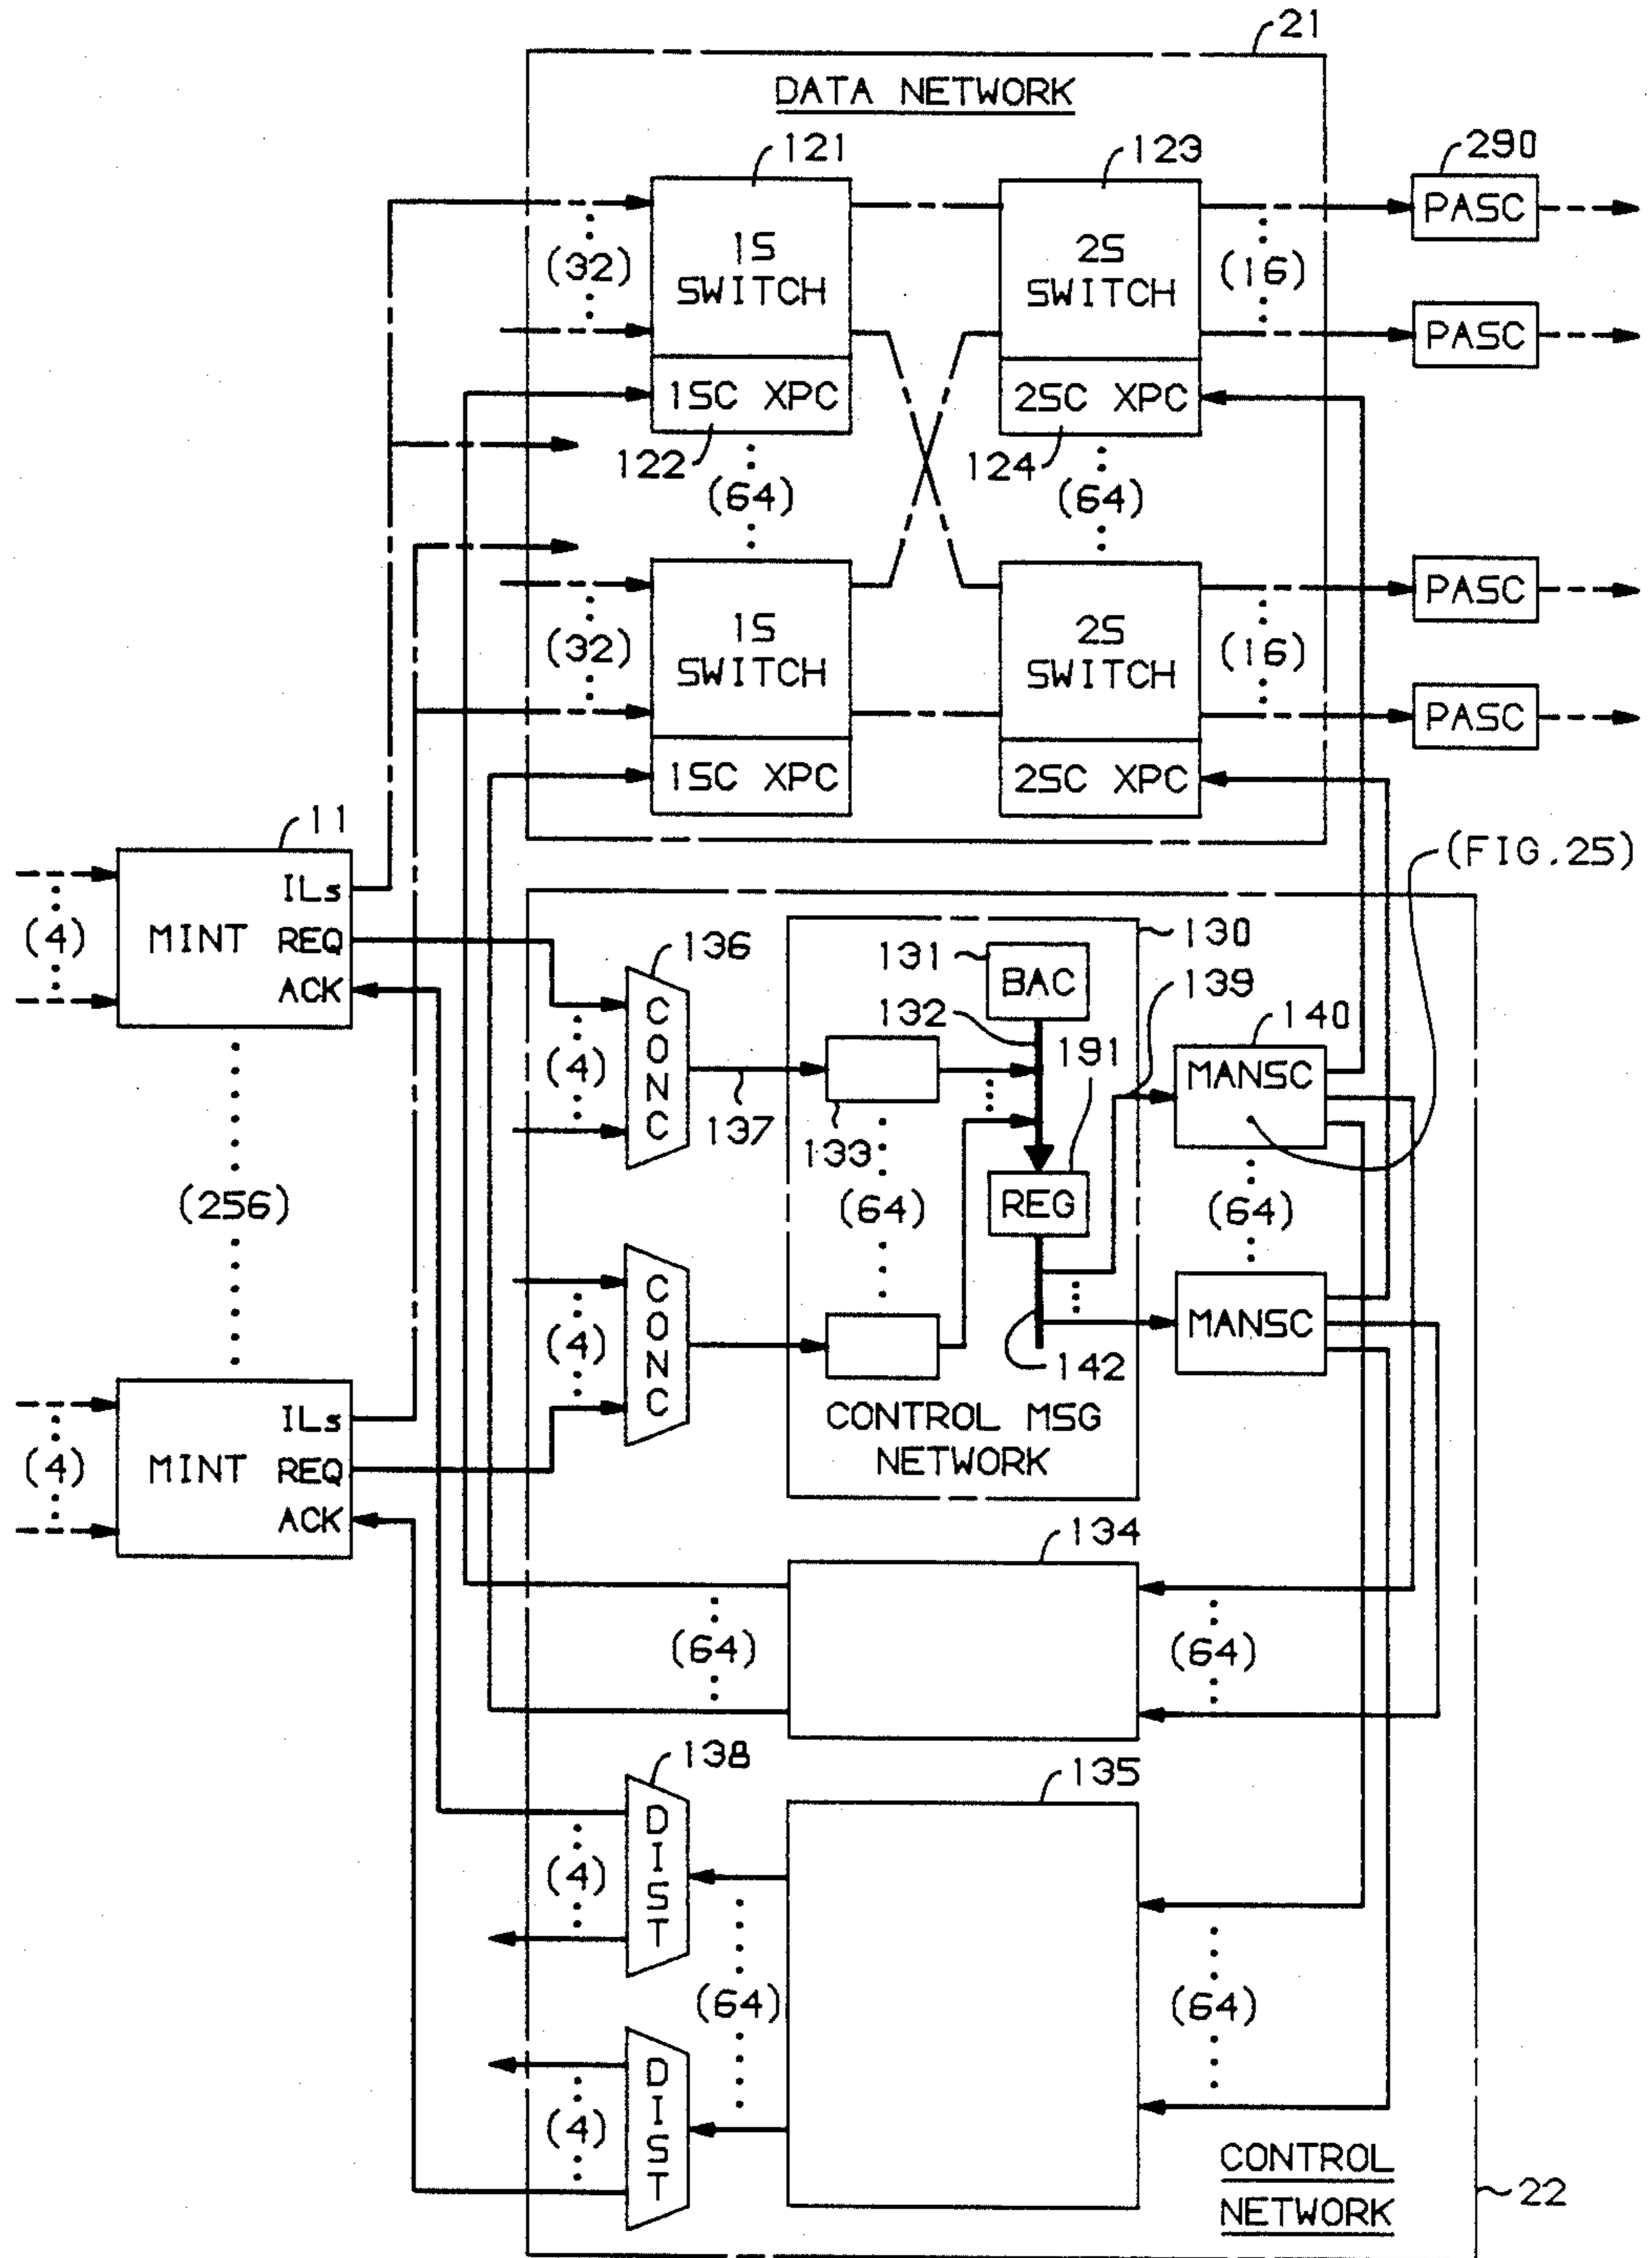 21
DATA NETWORK
121
123
290
1S
SWITCH
2S
SWITCH
(32)
(16)
PASC
PASC
1SC XPC
2SC XPC
122
124
(64)
(64)
1S
SWITCH
2S
SWITCH
(32)
(16)
PASC
PASC
1SC XPC
2SC XPC
11
(FIG.25)
(4)
MINT
ILs
REQ
ACK
136
CONC
(4)
137
130
131
BAC
132
139
191
140
MANSC
133
(64)
REG
(64)
(256)
CONC
(4)
MANSC
142
CONTROL MSG
NETWORK
(4)
MINT
ILs
REQ
ACK
134
(64)
(64)
138
135
DIST
(4)
(64)
(64)
DIST
(4)
CONTROL
NETWORK
22